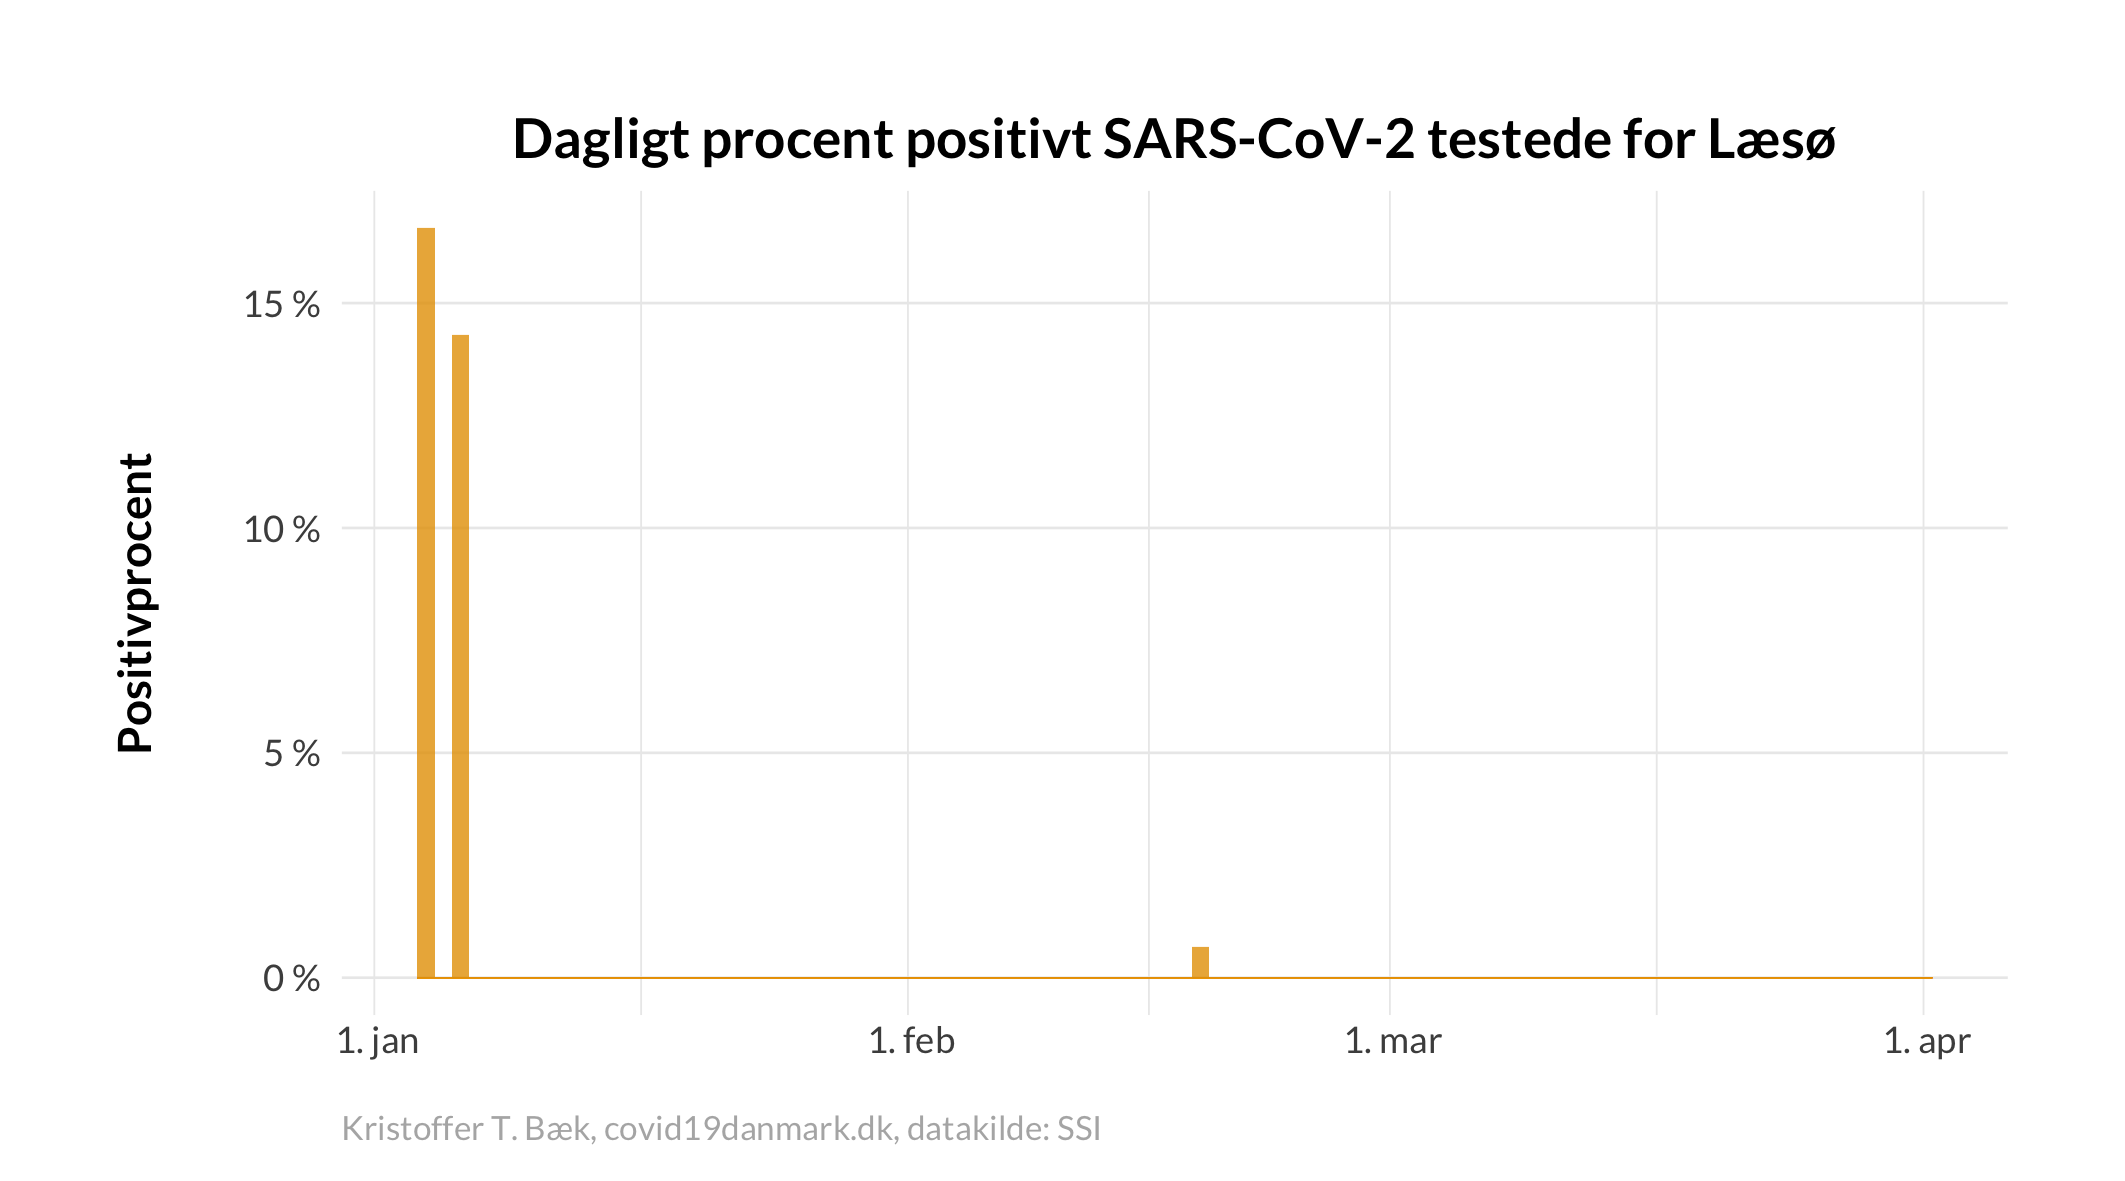 Dagligt procent positivt SARS-CoV-2 testede for Læsø
Positivprocent
15 %
10 %
5 %
0 %
1. jan
1. feb
1. mar
1. apr
Kristoffer T. Bæk, covid19danmark.dk, datakilde: SSI